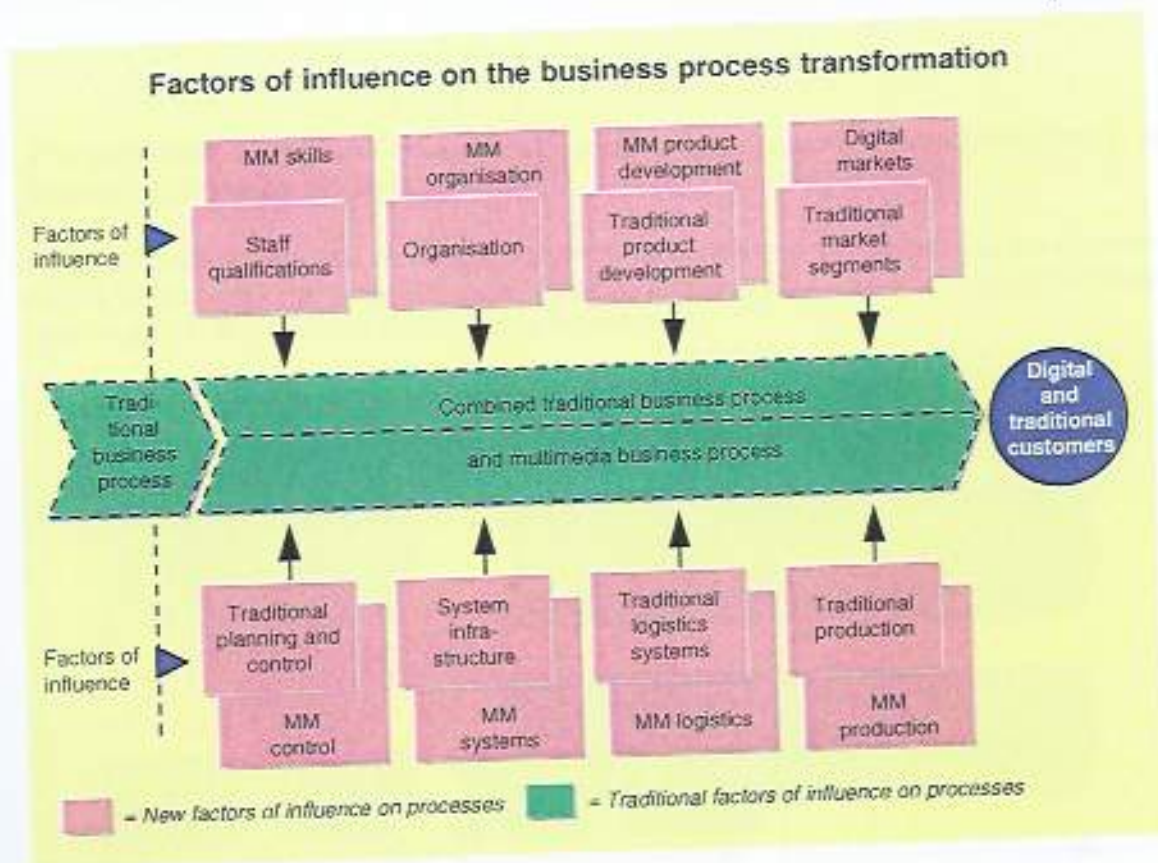 Factors of influence on the business process transformation
MM skills
MM
organisation
MM product
development
Digital
markets
Factors of
influence
Staff
qualifications
Organisation
Traditional
product
development
Traditional
market
segments
Tradi-
tional
business
process
Combined traditional business process
and multimedia business process
Digital
and
traditional
customers
Factors of
influence
Traditional
planning and
control
System
infra-
structure
Traditional
logistics
systems
Traditional
production
MM
control
MM
systems
MM logistics
MM
production
= New factors of influence on processes
= Traditional factors of influence on processes